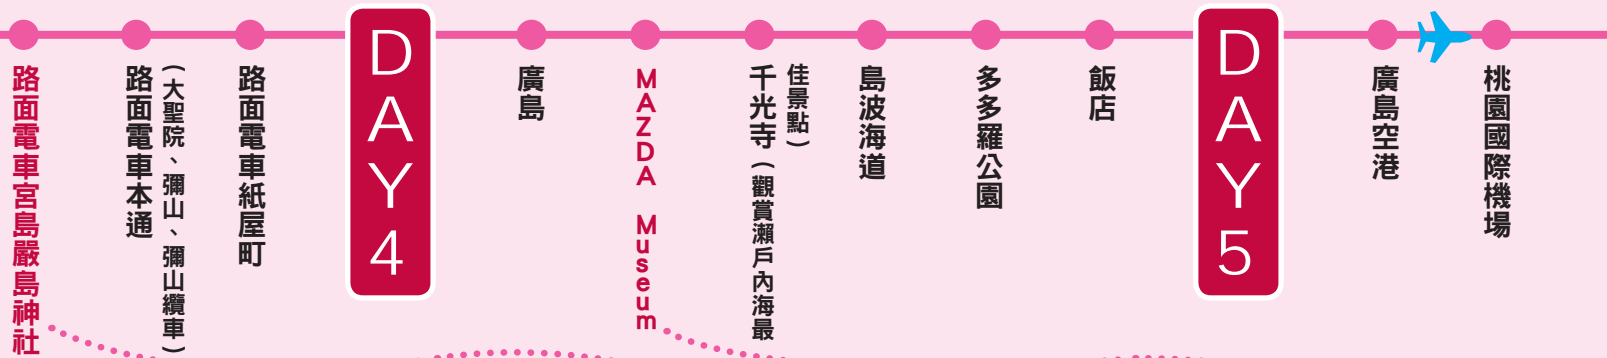 路面電車宮島嚴島神社
路面電車本通
（大聖院、彌山、彌山纜車）
路面電車紙屋町
DAY4
廣島
MAZDA Museum
千光寺（觀賞瀨戶內海最
佳景點）
島波海道
多多羅公園
飯店
DAY5
廣島空港
桃園國際機場